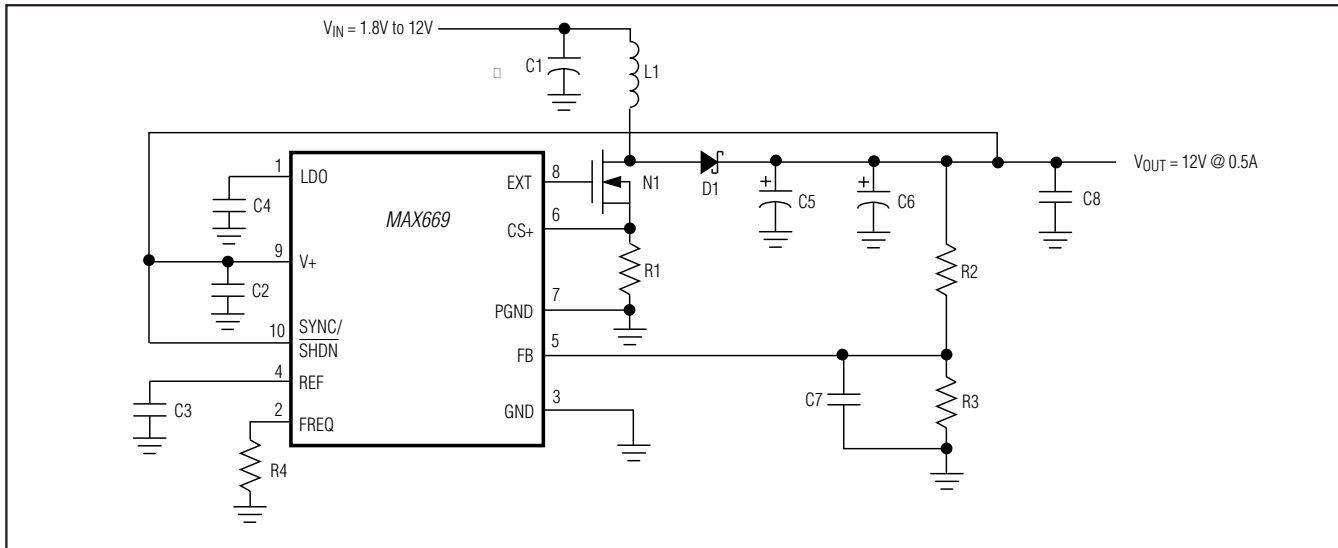 VIN = 1.8V to 12V
C1
L1
1
LDO
C4
MAX669
EXT
8
N1
D1
C5
C6
C8
VOUT = 12V @ 0.5A
CS+
6
R1
R2
9
V+
C2
PGND
7
10
SYNC/
SHDN
FB
5
4
REF
C3
C7
R3
2
FREQ
GND
3
R4
+
+